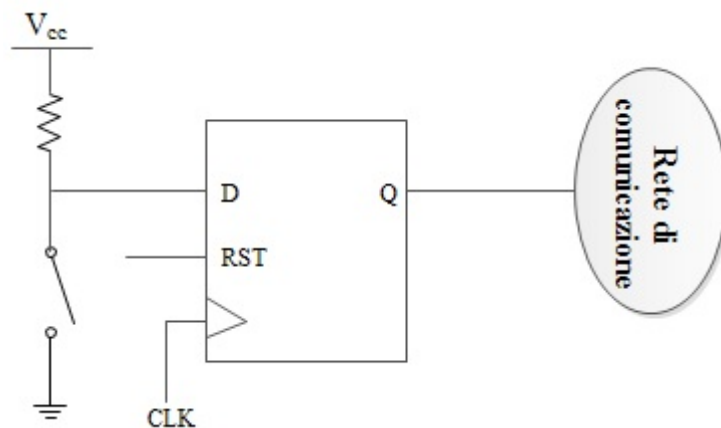 Vcc
D
Q
RST
CLK
Rete di
comunicazione